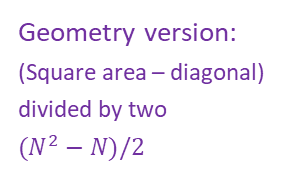 Geometry version:
(Square area – diagonal)
divided by two
(N² − N)/2